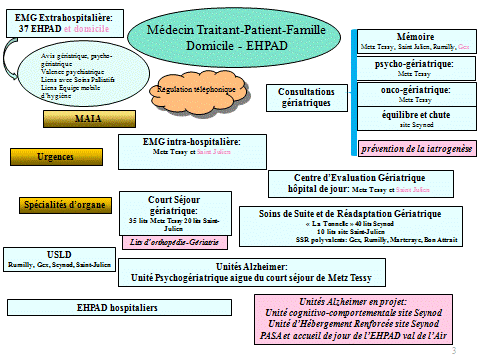 EMG Extrahospitalière:
37 EHPAD et domicile
Médecin Traitant-Patient-Famille
Domicile - EHPAD
Avis gériatrique, psycho-
gériatrique
Valence psychiatrique
Liens avec Soins Palliatifs
Liens Equipe mobile
d'hygiène
Régulation téléphonique
Consultations
gériatriques
Mémoire
Metz Tessy, Saint Julien, Rumilly, Gex
psycho-gériatrique:
Metz Tessy
onco-gériatrique:
Metz Tessy
équilibre et chute
site Seynod
prévention de la iatrogenèse
MAIA
Urgences
EMG intra-hospitalière:
Metz Tessy et Saint Julien
Centre d'Evaluation Gériatrique
hôpital de jour: Metz Tessy et Saint Julien
Spécialités d'organe
Court Séjour
gériatrique:
35 lits Metz Tessy 20 lits Saint-
Julien
Lits d'orthopédie-Gériatrie
Soins de Suite et de Réadaptation Gériatrique
« La Tonnelle » 40 lits Seynod
10 lits site Saint-Julien
SSR polyvalents: Gex, Rumilly, Marteraye, Bon Attrait
USLD
Rumilly, Gex, Seynod, Saint-Julien
Unités Alzheimer:
Unité Psychogériatrique aigue du court séjour de Metz Tessy
EHPAD hospitaliers
Unités Alzheimer en projet:
Unité cognitivo-comportementale site Seynod
Unité d'Hébergement Renforcée site Seynod
PASA et accueil de jour de l'EHPAD val de l'Air
3